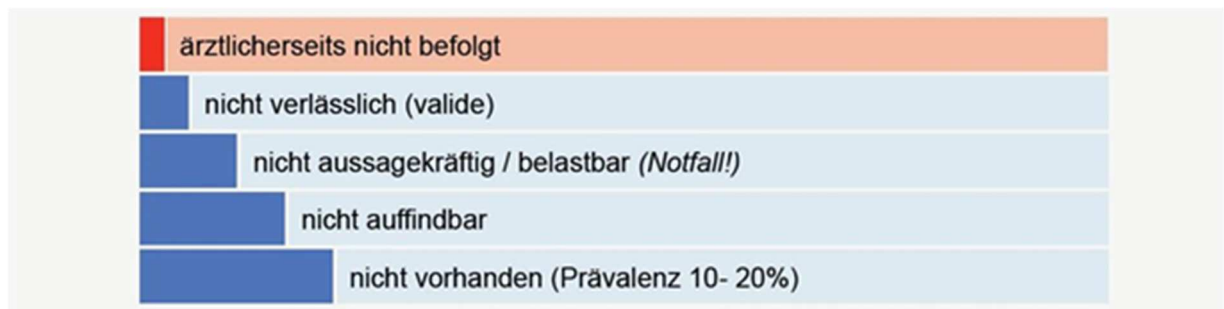 ärztlicherseits nicht befolgt
nicht verlässlich (valide)
nicht aussagekräftig / belastbar (Notfall!)
nicht auffindbar
nicht vorhanden (Prävalenz 10- 20%)